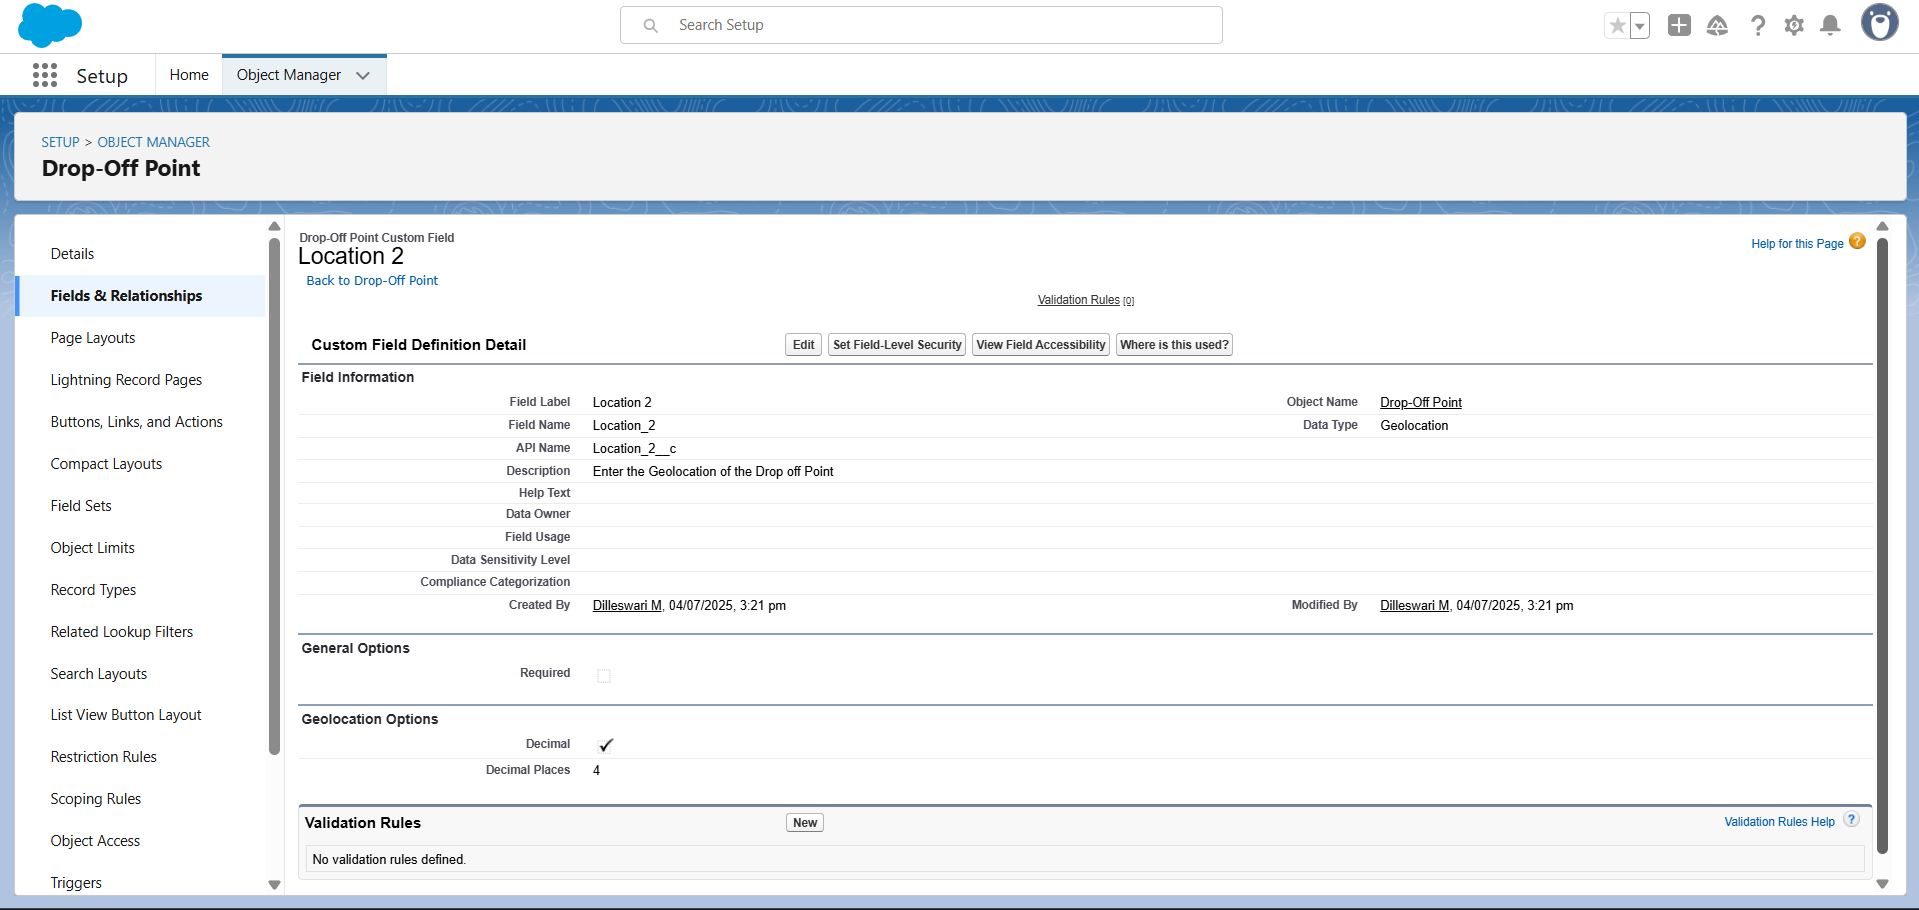 Search Setup
Setup
Home
Object Manager
SETUP > OBJECT MANAGER
Drop-Off Point
Details
Fields & Relationships
Page Layouts
Lightning Record Pages
Buttons, Links, and Actions
Compact Layouts
Field Sets
Object Limits
Record Types
Related Lookup Filters
Search Layouts
List View Button Layout
Restriction Rules
Scoping Rules
Object Access
Triggers
Drop-Off Point Custom Field
Location 2
Back to Drop-Off Point
Help for this Page ?
Validation Rules [0]
Custom Field Definition Detail Edit Set Field-Level Security View Field Accessibility Where is this used?
Field Information
Field Label Location 2 Object Name Drop-Off Point
Field Name Location_2 Data Type Geolocation
API Name Location_2__c
Description Enter the Geolocation of the Drop off Point
Help Text
Data Owner
Field Usage
Data Sensitivity Level
Compliance Categorization
Created By Dilleswari M, 04/07/2025, 3:21 pm Modified By Dilleswari M, 04/07/2025, 3:21 pm
General Options
Required
Geolocation Options
Decimal
Decimal Places 4
Validation Rules New Validation Rules Help ?
No validation rules defined.